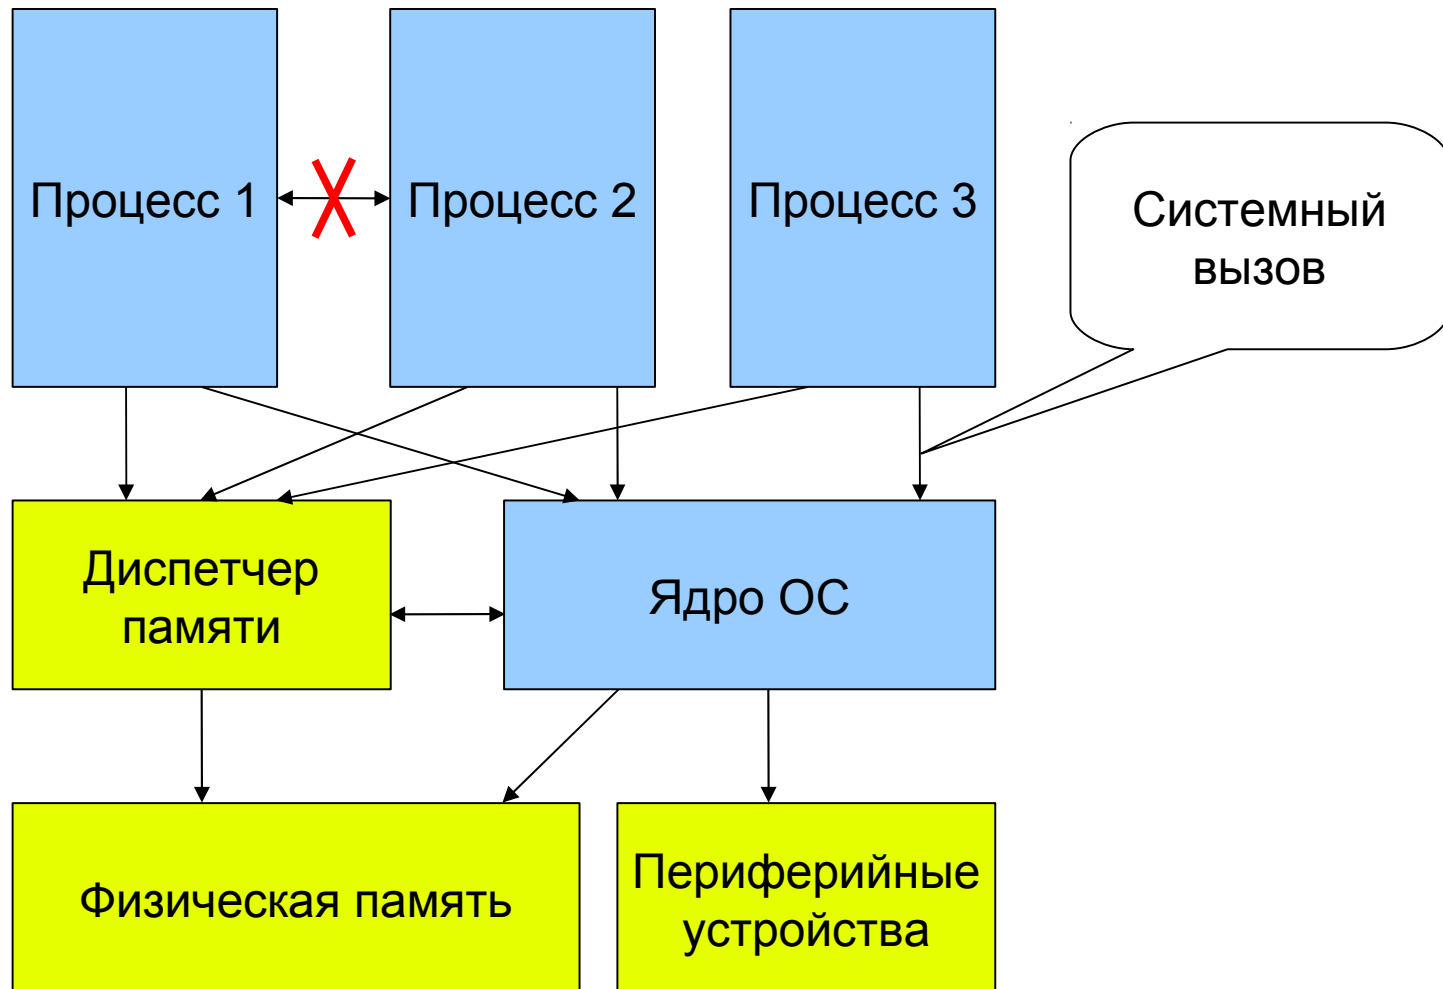 Процесс 1
Процесс 2
Процесс 3
Системный
вызов
Диспетчер
памяти
Ядро ОС
Физическая память
Периферийные
устройства